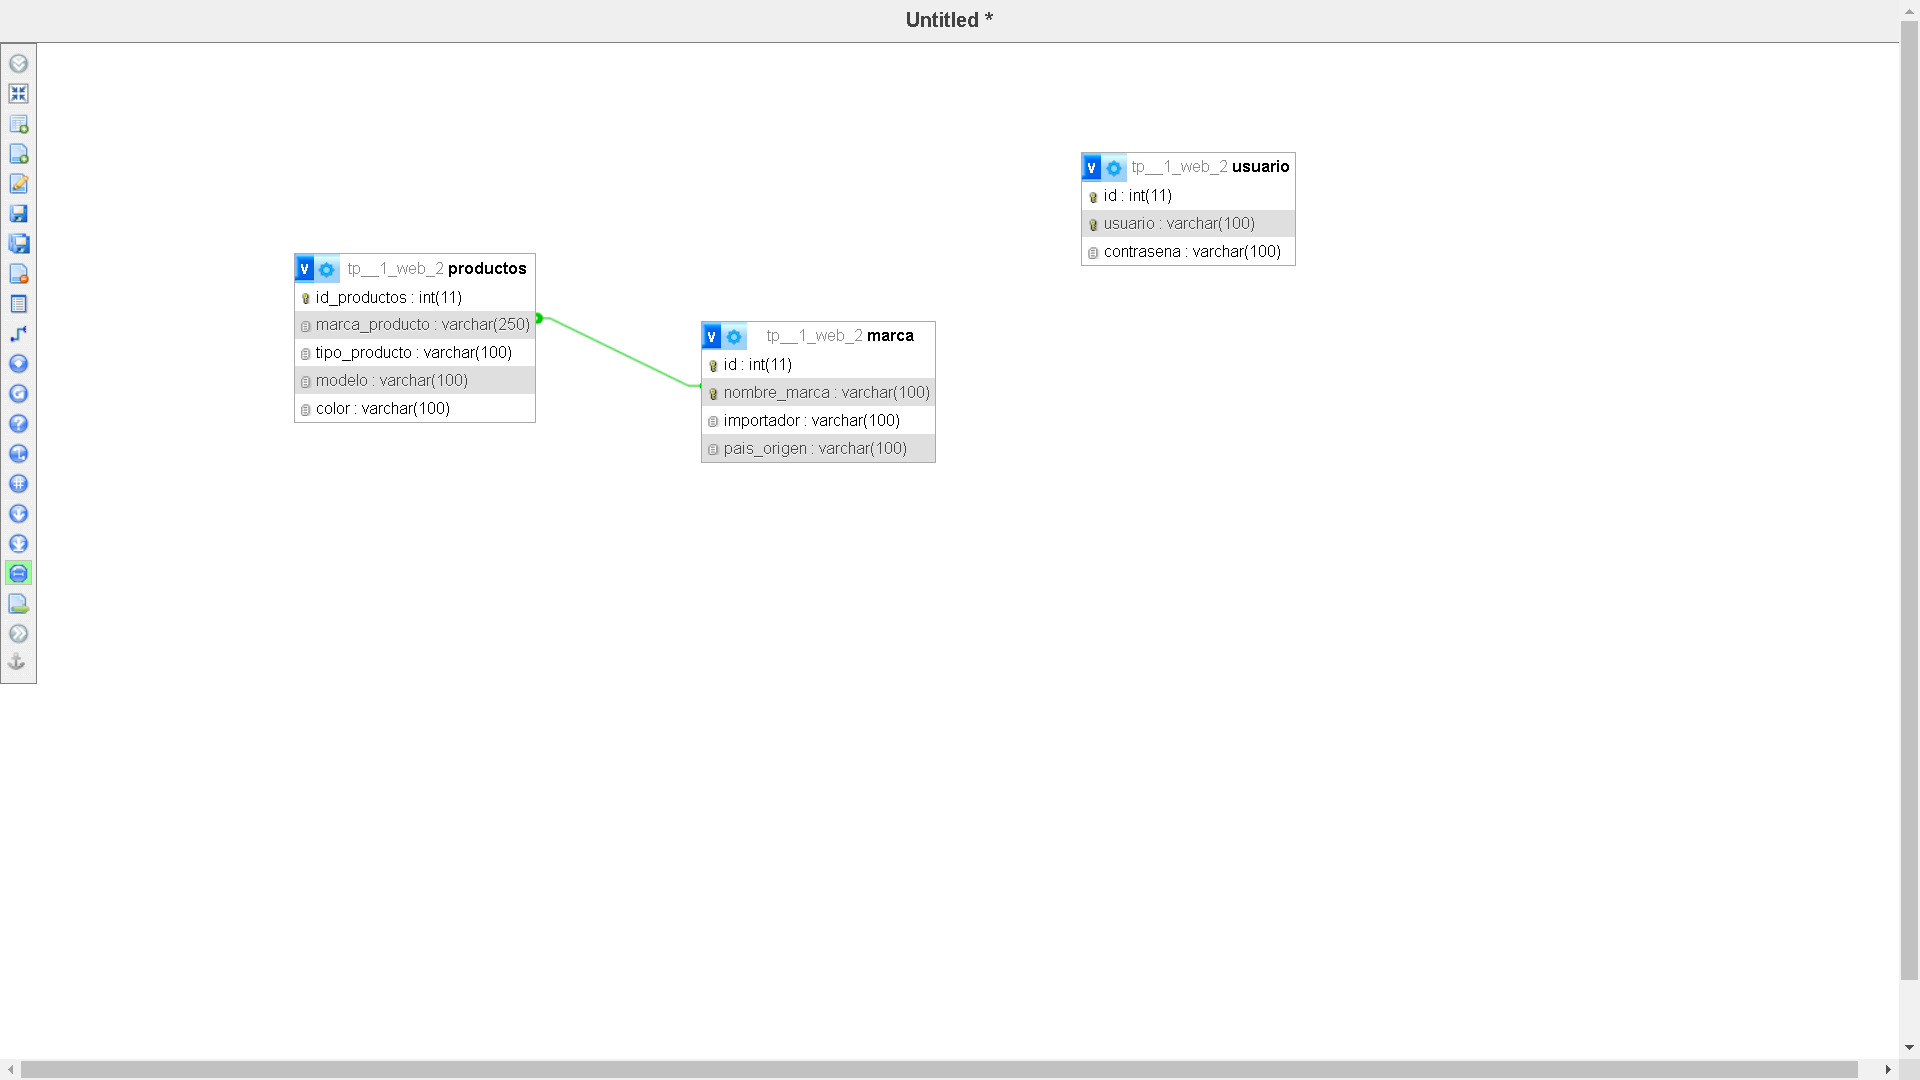 Untitled *
v tp__1_web_2 usuario
id : int(11)
usuario : varchar(100)
contrasena : varchar(100)
v tp__1_web_2 productos
id_productos : int(11)
marca_producto : varchar(250)
tipo_producto : varchar(100)
modelo : varchar(100)
color : varchar(100)
v tp__1_web_2 marca
id : int(11)
nombre_marca : varchar(100)
importador : varchar(100)
pais_origen : varchar(100)